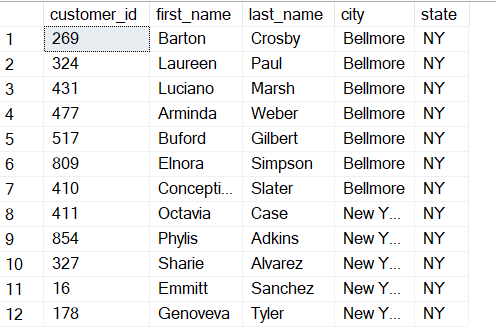 customer_id first_name last_name city state
1 269 Barton Crosby Bellmore NY
2 324 Laureen Paul Bellmore NY
3 431 Luciano Marsh Bellmore NY
4 477 Arminda Weber Bellmore NY
5 517 Buford Gilbert Bellmore NY
6 809 Elnora Simpson Bellmore NY
7 410 Concepti... Slater Bellmore NY
8 411 Octavia Case New Y... NY
9 854 Phylis Adkins New Y... NY
10 327 Sharie Alvarez New Y... NY
11 16 Emmitt Sanchez New Y... NY
12 178 Genoveva Tyler New Y... NY